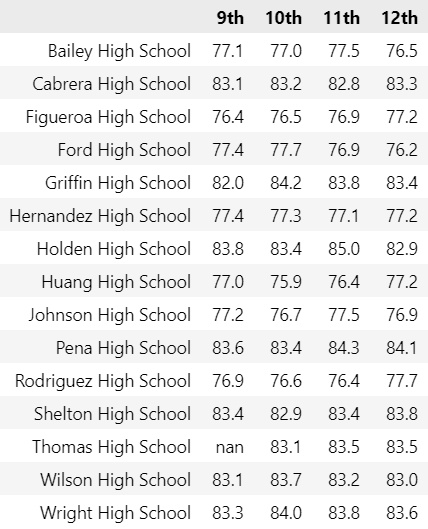 9th 10th 11th 12th
Bailey High School 77.1 77.0 77.5 76.5
Cabrera High School 83.1 83.2 82.8 83.3
Figueroa High School 76.4 76.5 76.9 77.2
Ford High School 77.4 77.7 76.9 76.2
Griffin High School 82.0 84.2 83.8 83.4
Hernandez High School 77.4 77.3 77.1 77.2
Holden High School 83.8 83.4 85.0 82.9
Huang High School 77.0 75.9 76.4 77.2
Johnson High School 77.2 76.7 77.5 76.9
Pena High School 83.6 83.4 84.3 84.1
Rodriguez High School 76.9 76.6 76.4 77.7
Shelton High School 83.4 82.9 83.4 83.8
Thomas High School nan 83.1 83.5 83.5
Wilson High School 83.1 83.7 83.2 83.0
Wright High School 83.3 84.0 83.8 83.6